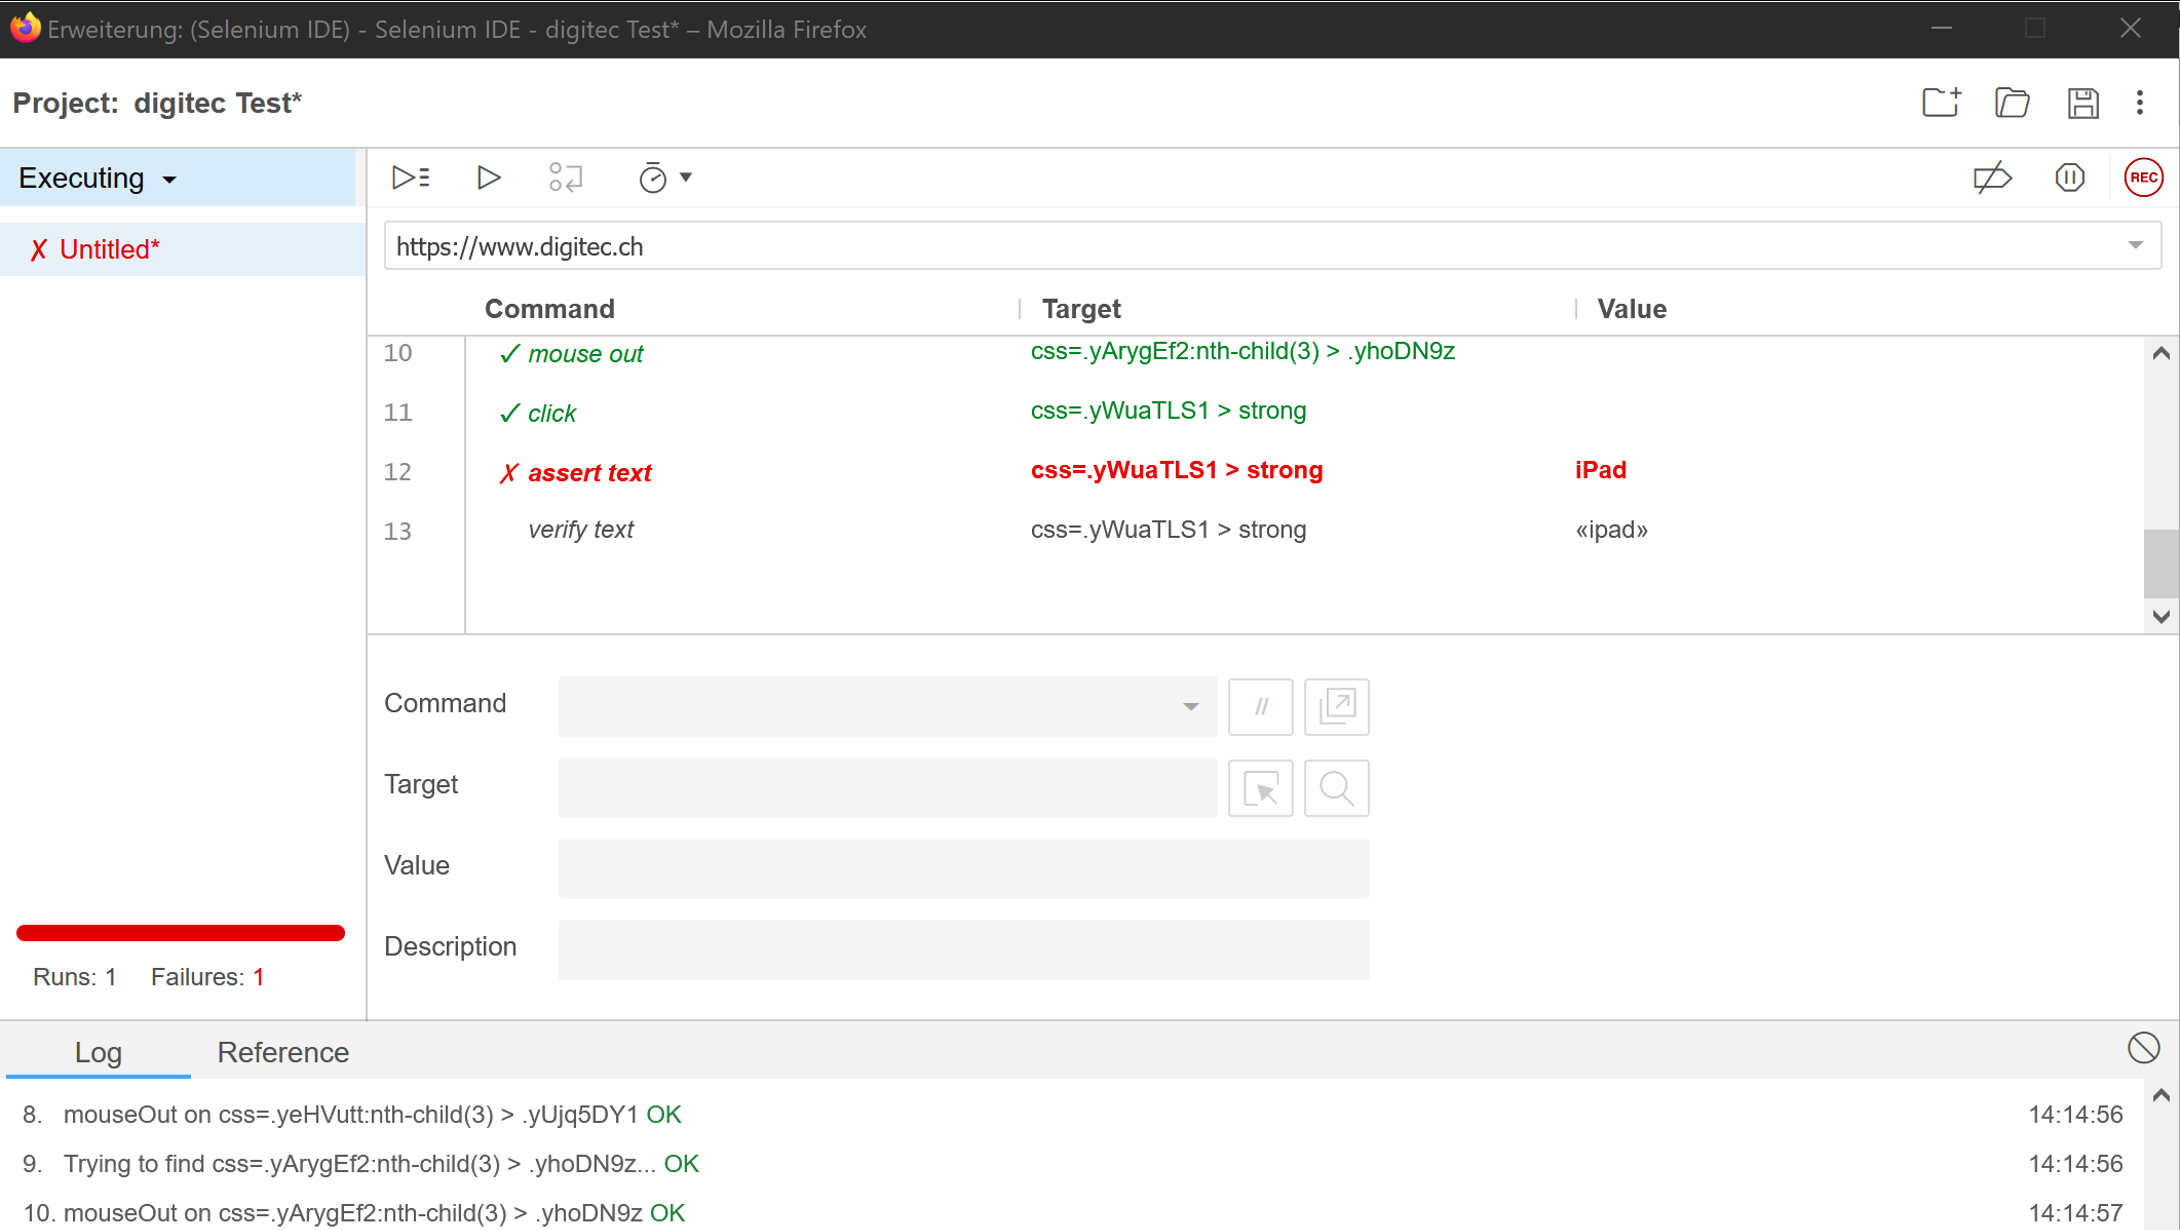 Erweiterung: (Selenium IDE) - Selenium IDE - digitec Test* – Mozilla Firefox
Project: digitec Test*
Executing
REC
✗ Untitled*
https://www.digitec.ch
Command Target Value
10 ✓ mouse out css=.yArygEf2:nth-child(3) > .yhoDN9z
11 ✓ click css=.yWuaTLS1 > strong
12 ✗ assert text css=.yWuaTLS1 > strong iPad
13 verify text css=.yWuaTLS1 > strong «ipad»
Command //
Target
Value
Description
Runs: 1 Failures: 1
Log Reference
8. mouseOut on css=.yeHVutt:nth-child(3) > .yUjq5DY1 OK 14:14:56
9. Trying to find css=.yArygEf2:nth-child(3) > .yhoDN9z... OK 14:14:56
10. mouseOut on css=.yArygEf2:nth-child(3) > .yhoDN9z OK 14:14:57